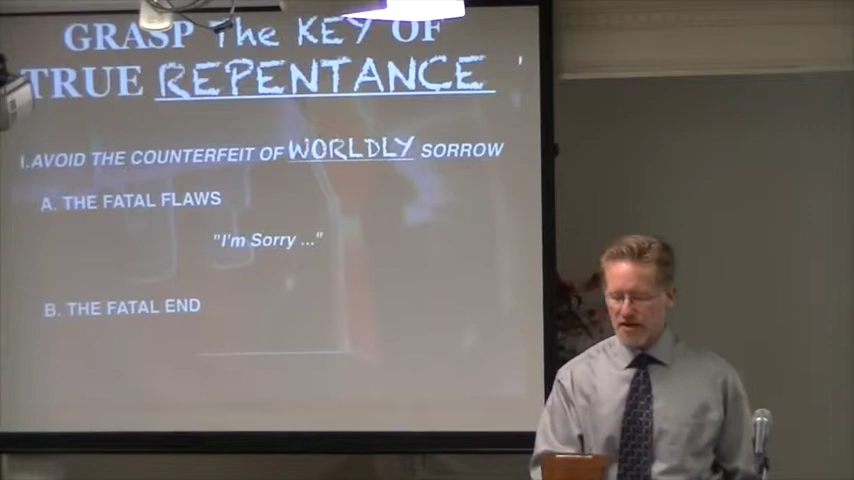 GRASP The KEY OF
TRUE REPENTANCE
I. AVOID THE COUNTERFEIT OF WORLDLY SORROW
A. THE FATAL FLAWS
"I'm Sorry ..."
B. THE FATAL END